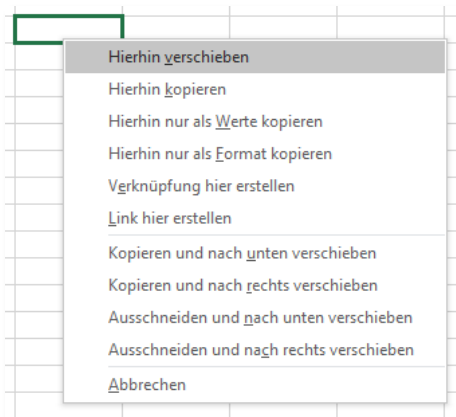 Hierhin verschieben
Hierhin kopieren
Hierhin nur als Werte kopieren
Hierhin nur als Format kopieren
Verknüpfung hier erstellen
Link hier erstellen
Kopieren und nach unten verschieben
Kopieren und nach rechts verschieben
Ausschneiden und nach unten verschieben
Ausschneiden und nach rechts verschieben
Abbrechen